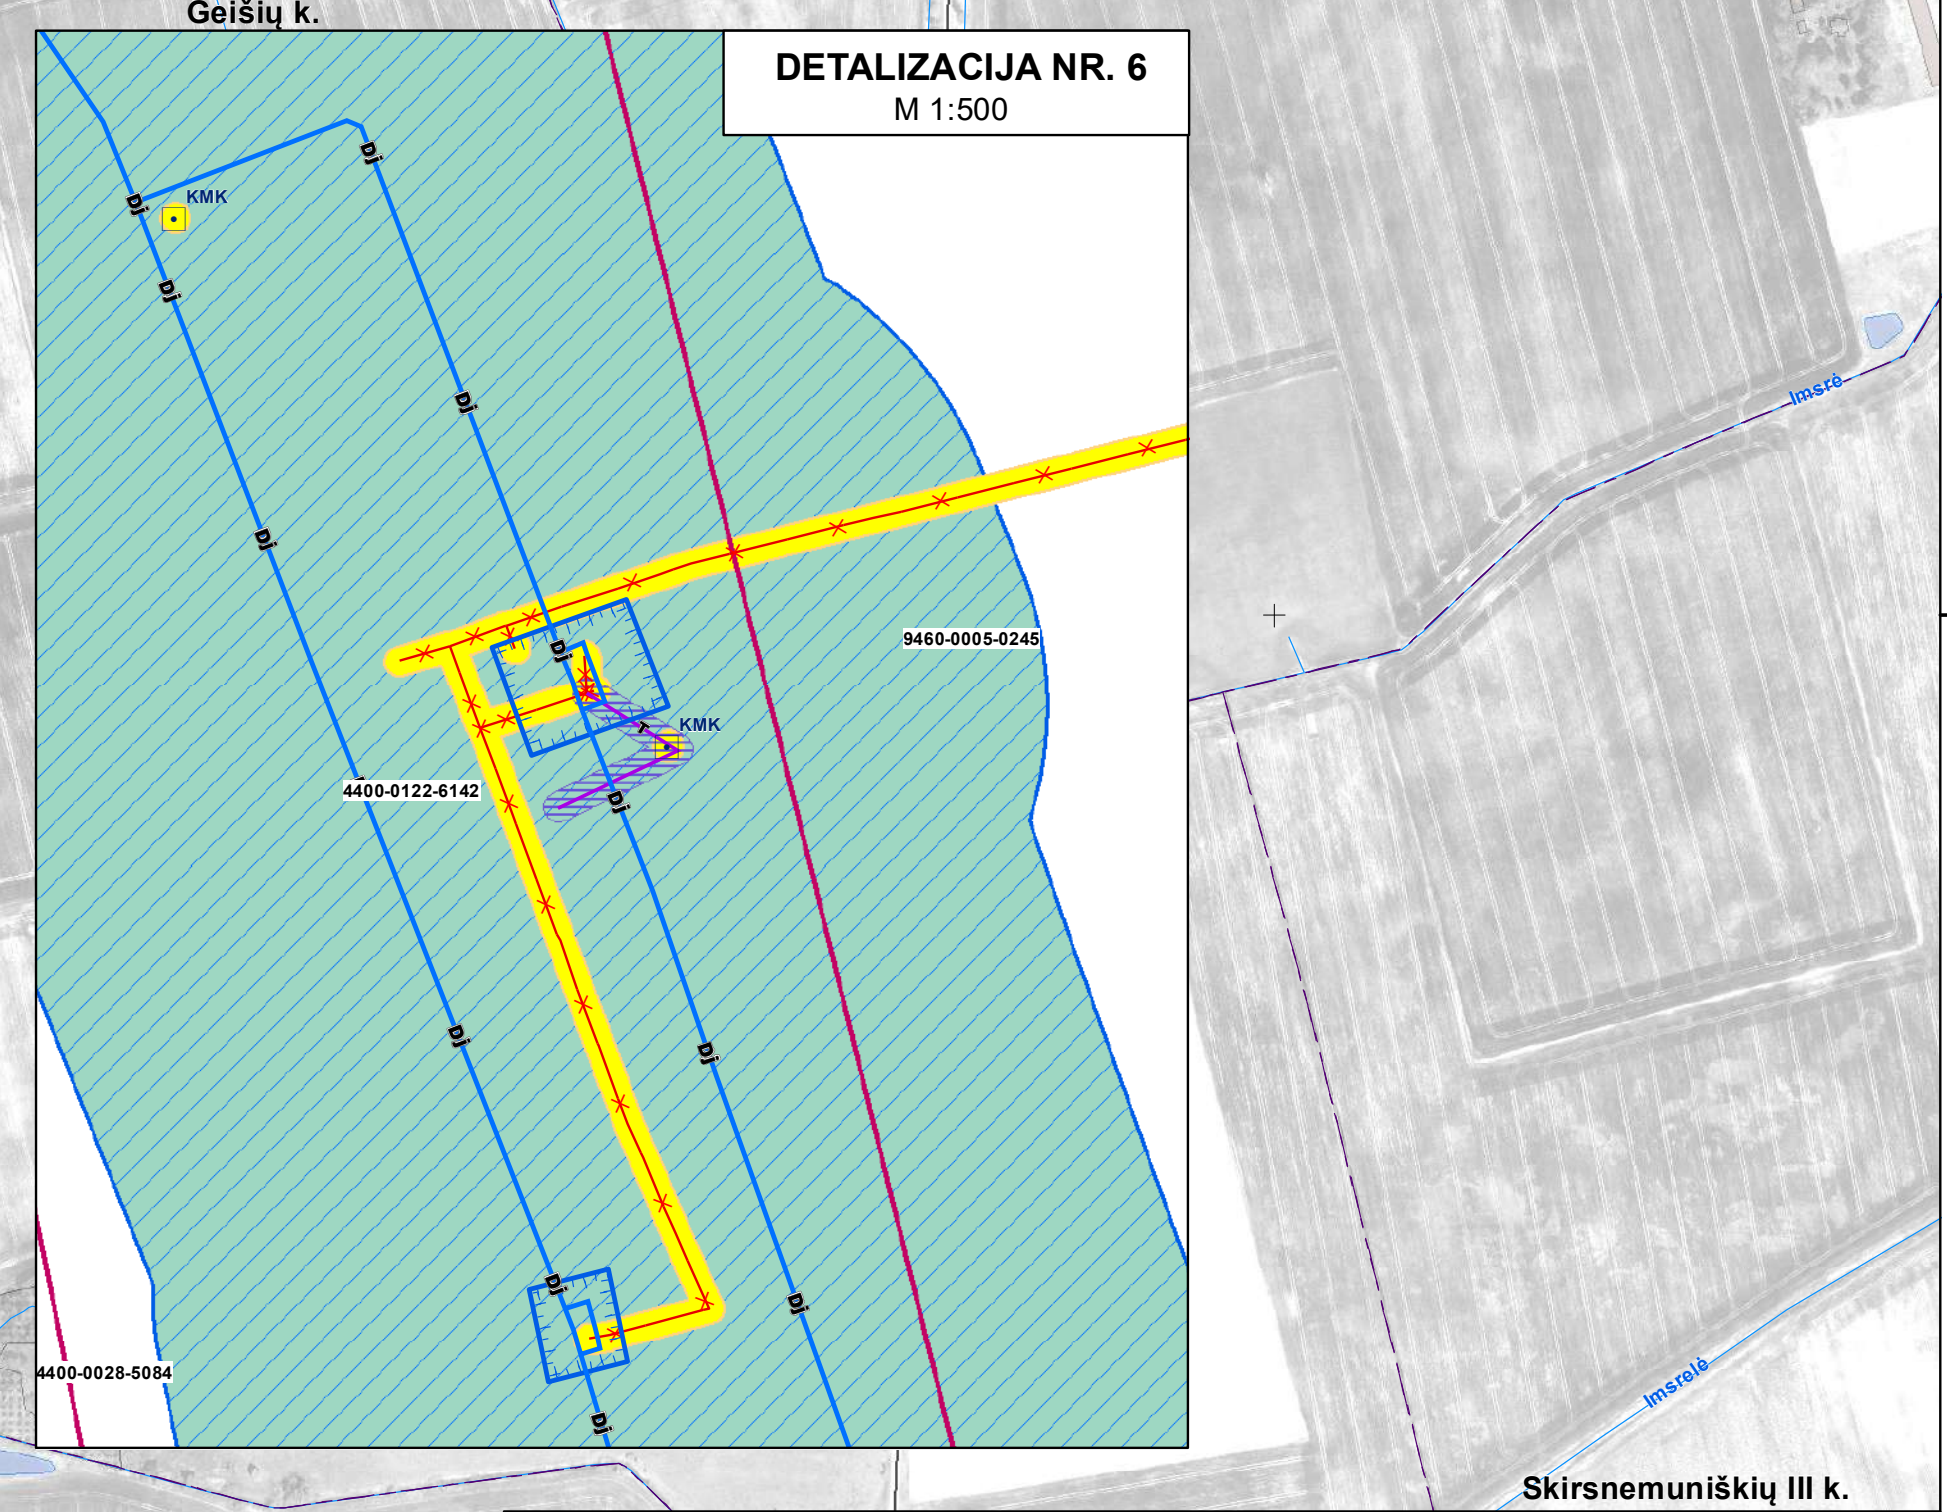 Geišių k.
DETALIZACIJA NR. 6
M 1:500
Dj
Dj
KMK
Dj
Dj
Imsrė
Dj
9460-0005-0245
Dj
T
KMK
4400-0122-6142
Dj
Dj
Dj
Dj
Dj
4400-0028-5084
Imsrelė
Dj
Skirsnemuniškių III k.